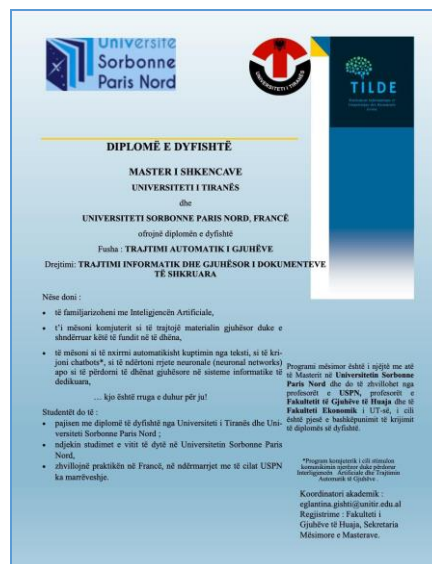 Université
Sorbonne
Paris Nord
UNIVERSITETI I TIRANËS
TILDE
DIPLOMË E DYFISHTË
MASTER I SHKENCAVE
UNIVERSITETI I TIRANËS
dhe
UNIVERSITETI SORBONNE PARIS NORD, FRANCË
ofrojnë diplomën e dyfishtë
Fusha : TRAJTIMI AUTOMATIK I GJUHËVE
Drejtimi: TRAJTIMI INFORMATIK DHE GJUHËSOR I DOKUMENTEVE
TË SHKRUARA
Nëse doni :
• të familjarizoheni me Inteligjencën Artificiale,
• t’i mësoni komjuterit si të trajtojë materialin gjuhësor duke e
shndërruar këtë të fundit në të dhëna,
• të mësoni si të nxirrni automatikisht kuptimin nga teksti, si të kri-
joni chatbots*, si të ndërtoni rrjete neuronale (neuronal networks)
apo si të përdorni të dhënat gjuhësore në sisteme informatike të
dedikuara,
… kjo është rruga e duhur për ju!
Studentët do të :
• pajisen me diplomë të dyfishtë nga Universiteti i Tiranës dhe Uni-
versiteti Sorbonne Paris Nord ;
• ndjekin studimet e vitit të dytë në Universitetin Sorbonne Paris
Nord,
• zhvillojnë praktikën në Francë, në ndërmarrjet me të cilat USPN
ka marrëveshje.
Programi mësimor është i njëjtë me atë
të Masterit në Universitetin Sorbonne
Paris Nord dhe do të zhvillohet nga
profesorët e USPN, profesorët e
Fakultetit të Gjuhëve të Huaja dhe të
Fakulteti Ekonomik i UT-së, i cili
është pjesë e bashkëpunimit të krijimit
të diplomës së dyfishtë.
*Program kompjuterik i cili stimulon
komunikimin njerëzor duke përdorur
Inteligjencën Artificiale dhe Trajtimin
Automatik të Gjuhëve .
Koordinatori akademik :
eglantina.gishti@unitir.edu.al
Regjistrime : Fakulteti i
Gjuhëve të Huaja, Sekretaria
Mësimore e Masterave.